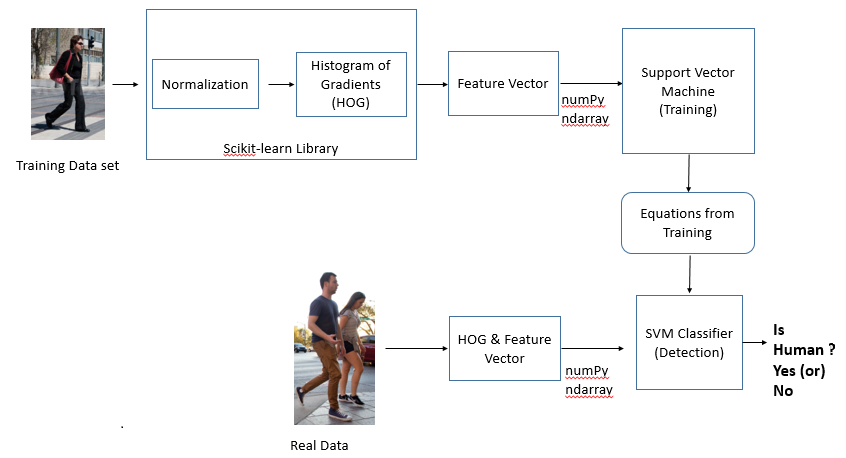 Normalization
Histogram of
Gradients
(HOG)
Scikit-learn Library
Training Data set
Feature Vector
numPy
ndarray
Support Vector
Machine
(Training)
Equations from
Training
HOG & Feature
Vector
numPy
ndarray
SVM Classifier
(Detection)
Is
Human ?
Yes (or)
No
.
Real Data